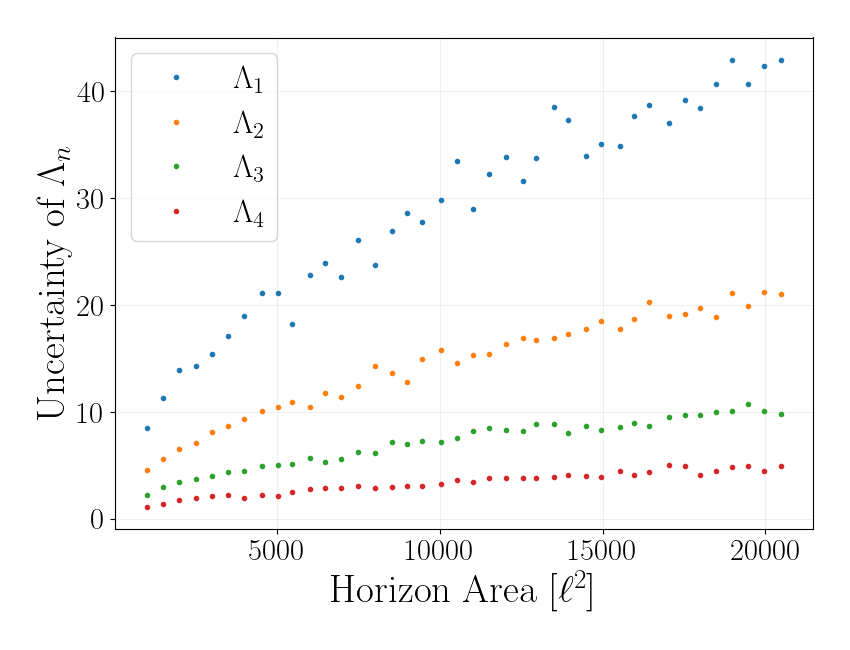 Λ₁
Λ₂
Λ₃
Λ₄
Uncertainty of Λₙ
40
30
20
10
0
5000 10000 15000 20000
Horizon Area [ℓ²]